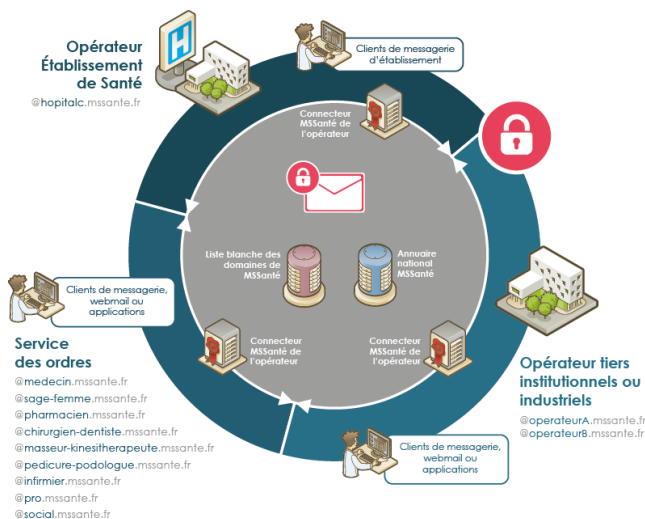 Opérateur
Établissement
de Santé
@hopitalc.mssante.fr
Clients de messagerie
d'établissement
Connecteur
MSSanté de
l'opérateur
Liste blanche des
domaines de
MSSanté
Annuaire
national
MSSanté
Clients de messagerie,
webmail ou
applications
Connecteur
MSSanté de
l'opérateur
Connecteur
MSSanté de
l'opérateur
Service
des ordres
@medecin.mssante.fr
@sage-femme.mssante.fr
@pharmacien.mssante.fr
@chirurgien-dentiste.mssante.fr
@masseur-kinesitherapeute.mssante.fr
@pedicure-podologue.mssante.fr
@infirmier.mssante.fr
@pro.mssante.fr
@social.mssante.fr
Opérateur tiers
institutionnels ou
industriels
@operateurA.mssante.fr
@operateurB.mssante.fr
Clients de messagerie,
webmail ou
applications